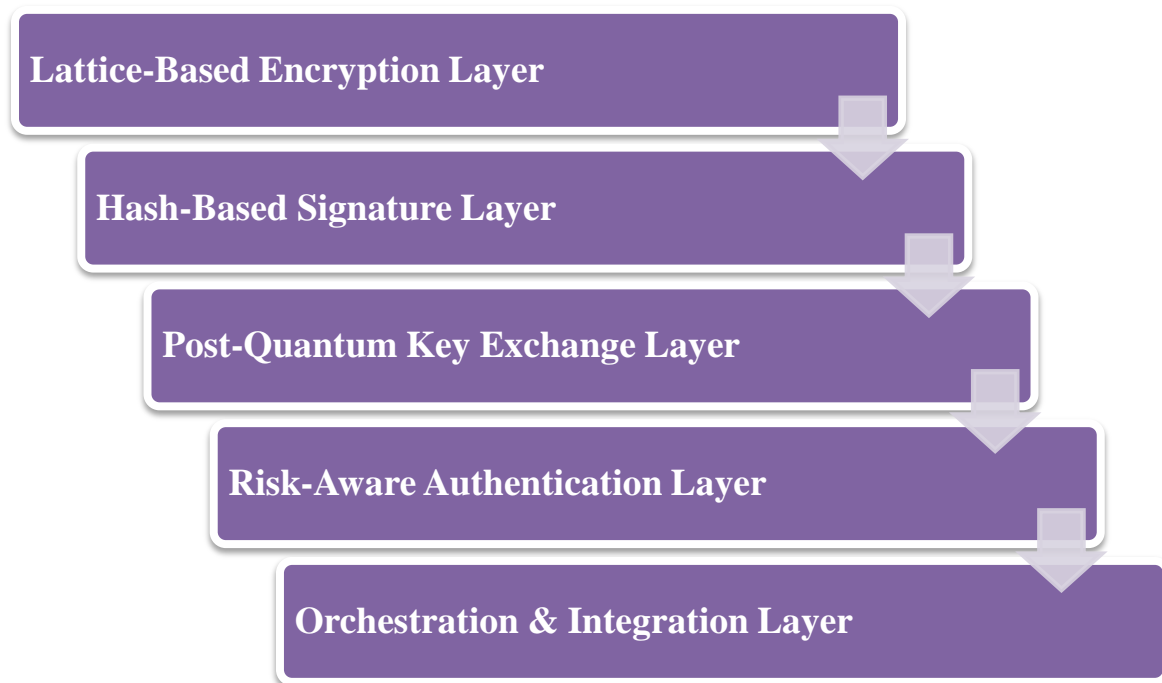 Lattice-Based Encryption Layer
Hash-Based Signature Layer
Post-Quantum Key Exchange Layer
Risk-Aware Authentication Layer
Orchestration & Integration Layer